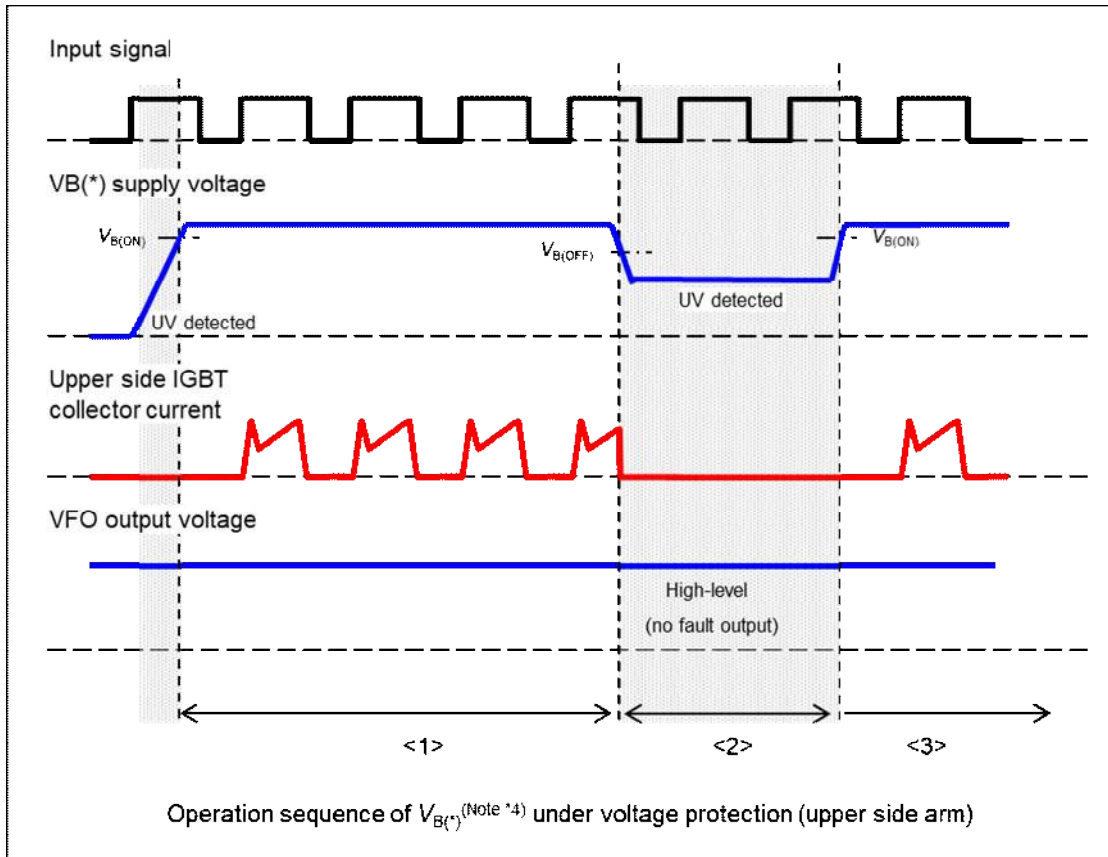 Input signal
VB(*) supply voltage
VB(ON)
VB(OFF)
VB(ON)
UV detected
UV detected
Upper side IGBT
collector current
VFO output voltage
High-level
(no fault output)
<1>
<2>
<3>
Operation sequence of VB(*)(Note *4) under voltage protection (upper side arm)